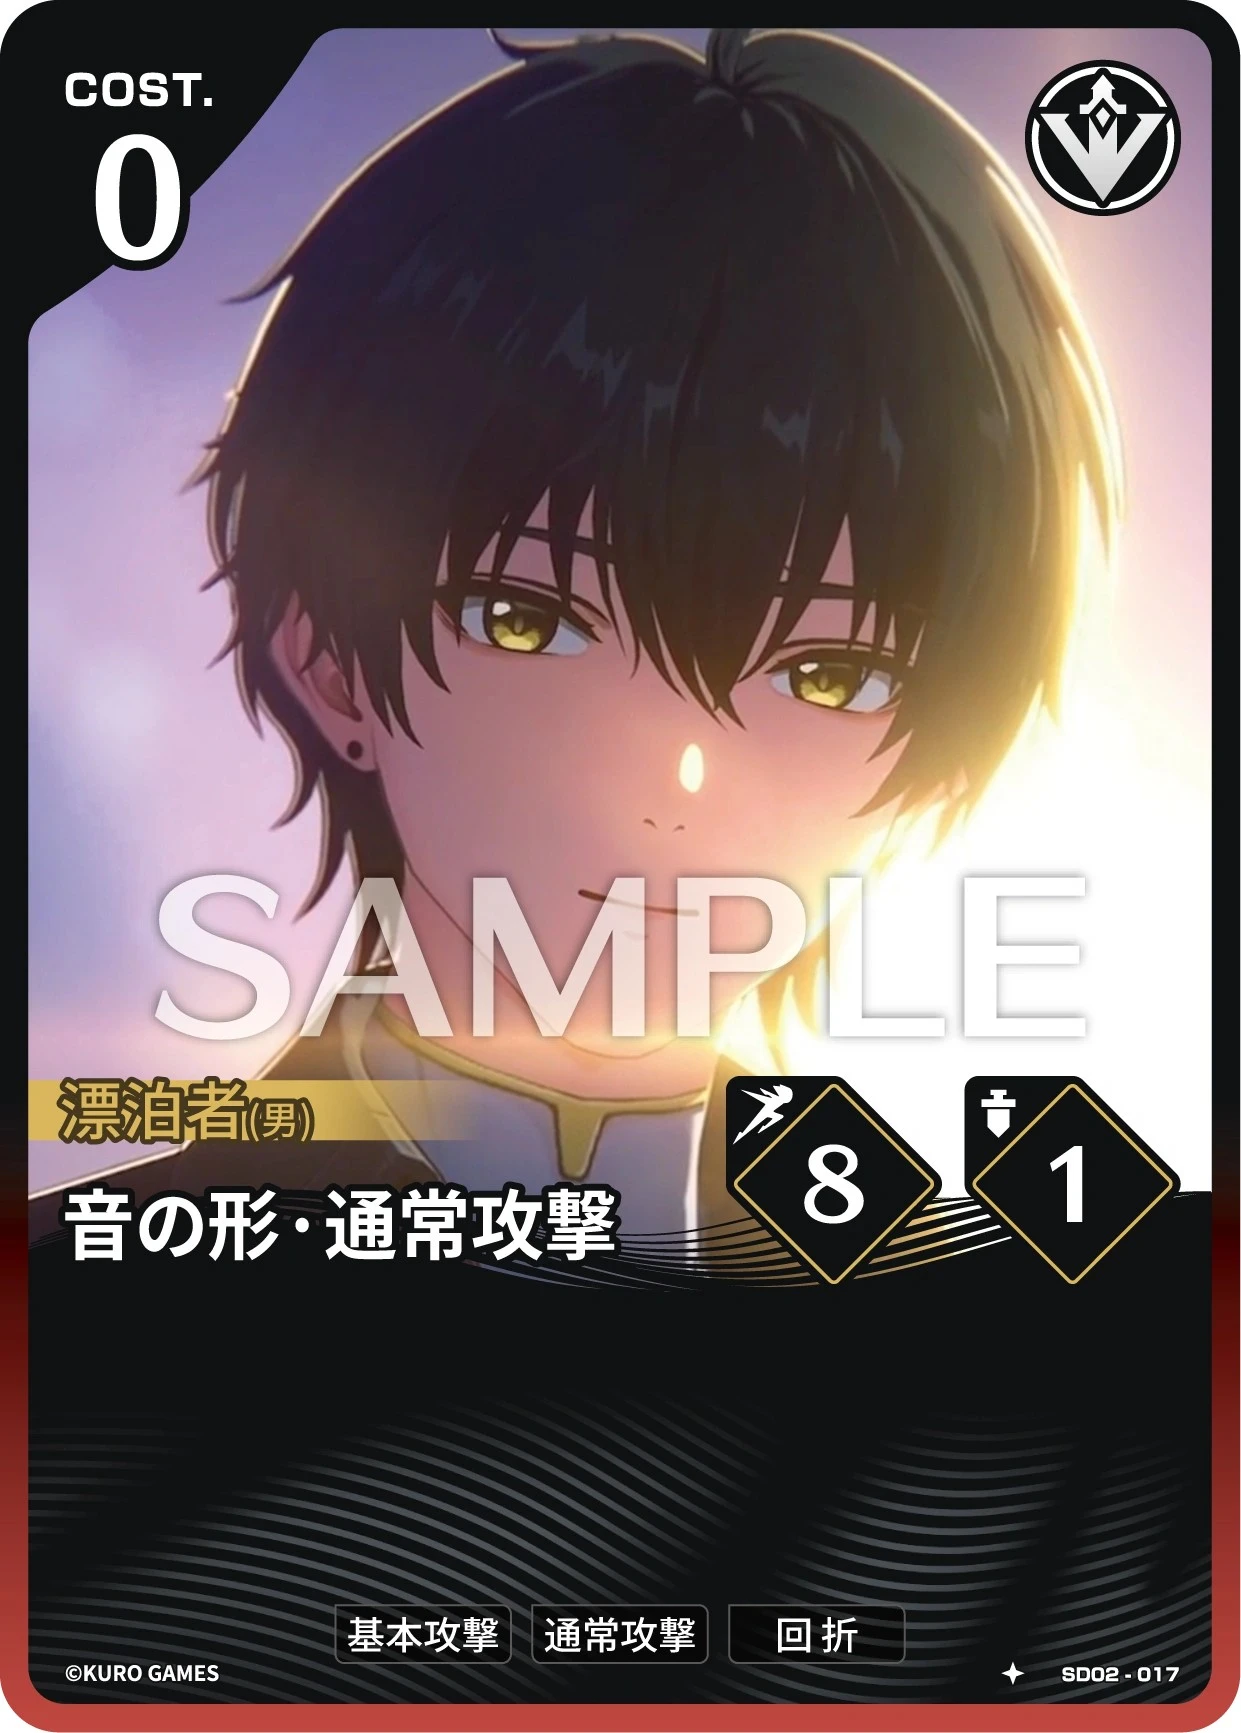 COST.
0
SAMPLE
漂泊者(男)
8
1
音の形·通常攻撃
基本攻撃
通常攻撃
回折
©KURO GAMES
SD02 - 017